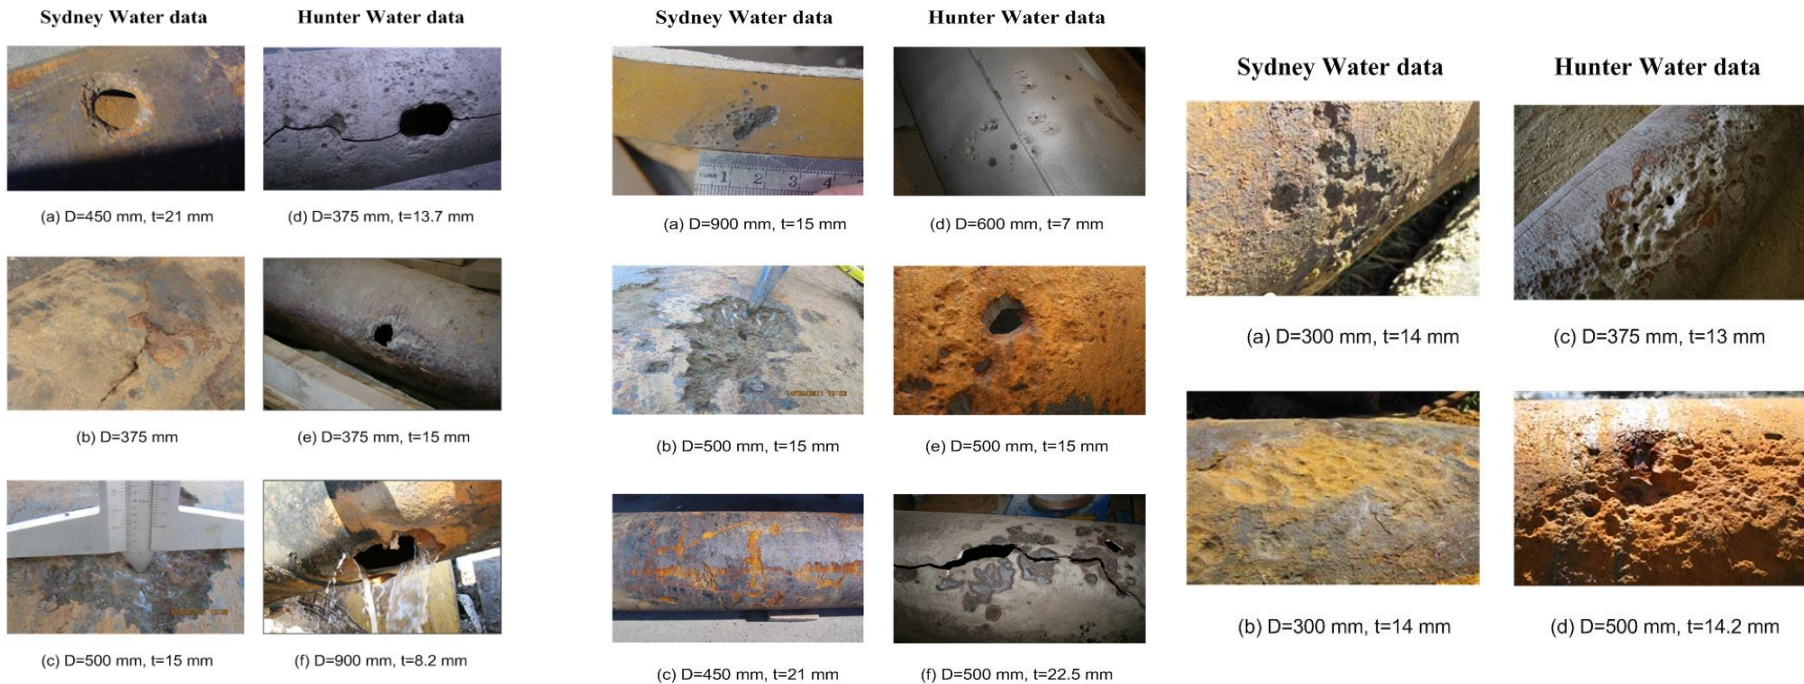 Sydney Water data
Hunter Water data
(a) D=450 mm, t=21 mm
(d) D=375 mm, t=13.7 mm
(b) D=375 mm
(e) D=375 mm, t=15 mm
(c) D=500 mm, t=15 mm
(f) D=900 mm, t=8.2 mm
Sydney Water data
Hunter Water data
1 2 3 4
(a) D=900 mm, t=15 mm
(d) D=600 mm, t=7 mm
(b) D=500 mm, t=15 mm
(e) D=500 mm, t=15 mm
(c) D=450 mm, t=21 mm
(f) D=500 mm, t=22.5 mm
Sydney Water data
Hunter Water data
(a) D=300 mm, t=14 mm
(c) D=375 mm, t=13 mm
(b) D=300 mm, t=14 mm
(d) D=500 mm, t=14.2 mm